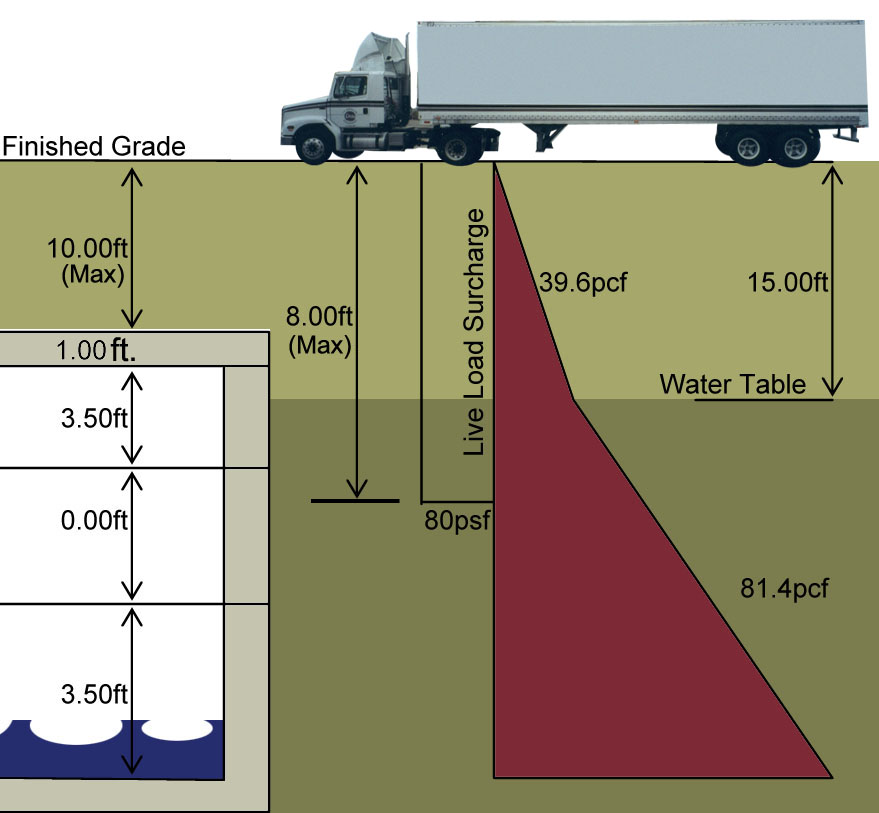 Finished Grade
10.00ft
(Max)
1.00 ft.
3.50ft
0.00ft
3.50ft
8.00ft
(Max)
Live Load Surcharge
80psf
39.6pcf
15.00ft
Water Table
81.4pcf